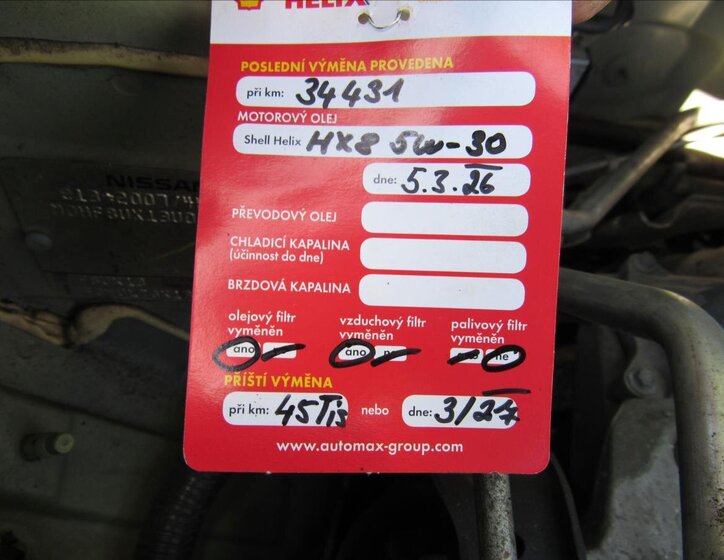 HELIX
POSLEDNÍ VÝMĚNA PROVEDENA
při km: 34431
MOTOROVÝ OLEJ
Shell Helix HX8 5W-30
dne: 5.3.26
PŘEVODOVÝ OLEJ
CHLADICÍ KAPALINA
(účinnost do dne)
BRZDOVÁ KAPALINA
olejový filtr vyměněn
vzduchový filtr vyměněn
palivový filtr vyměněn
ano
ano
ne
PŘÍŠTÍ VÝMĚNA
při km: 45Tis nebo dne: 3/27
www.automax-group.com
NISSAN